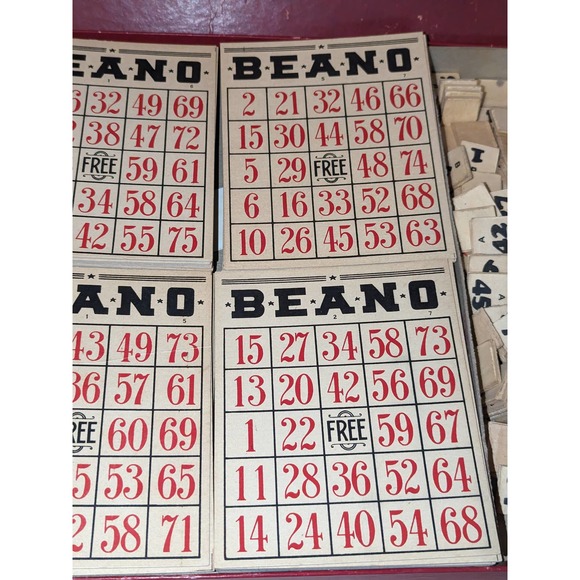 EANO
32 49 69
38 47 72
FREE 59 61
34 58 64
42 55 75
BEANO
2 21 32 46 66
15 30 44 58 70
5 29 FREE 48 74
6 16 33 52 68
10 26 35 53 63
ANO
43 49 73
36 57 61
FREE 60 69
53 65
58 71
BEANO
15 27 34 58 73
13 20 42 56 69
1 22 FREE 59 67
11 28 36 52 64
14 24 40 54 68
45
A